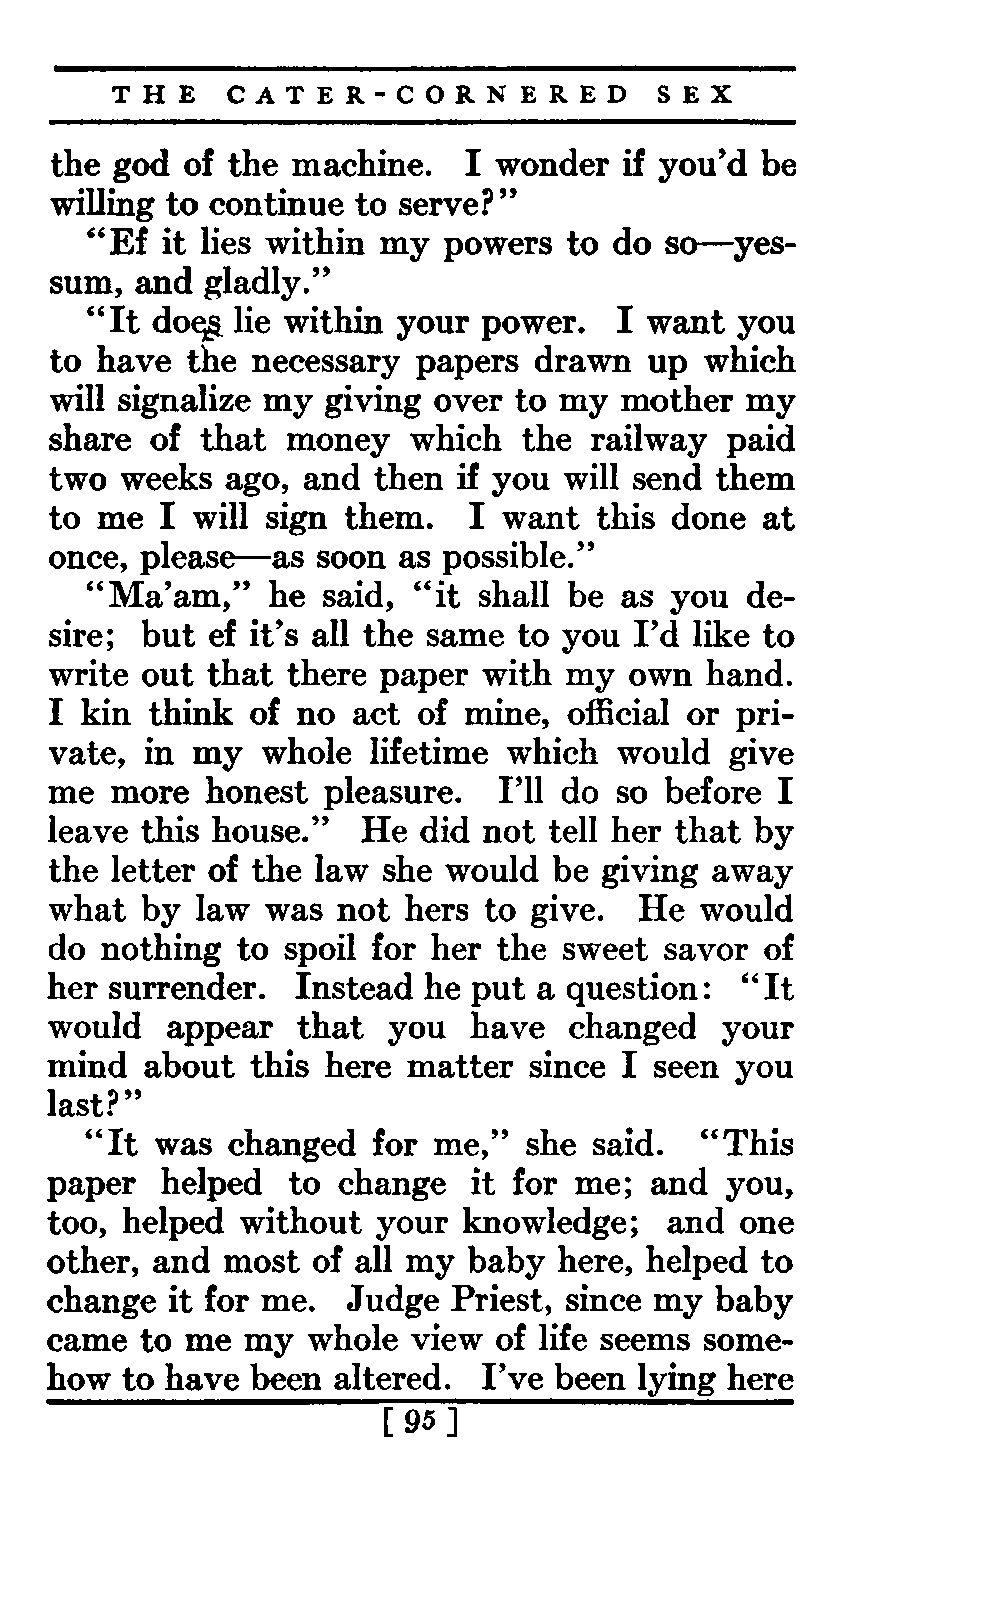 THE CATER-CORNERED SEX
the god of the machine. I wonder if you'd be
willing to continue to serve?"
"Ef it lies within my powers to do so—yes-
sum, and gladly."
"It does lie within your power. I want you
to have the necessary papers drawn up which
will signalize my giving over to my mother my
share of that money which the railway paid
two weeks ago, and then if you will send them
to me I will sign them. I want this done at
once, please—as soon as possible."
"Ma'am," he said, "it shall be as you de-
sire; but ef it's all the same to you I'd like to
write out that there paper with my own hand.
I kin think of no act of mine, official or pri-
vate, in my whole lifetime which would give
me more honest pleasure. I'll do so before I
leave this house." He did not tell her that by
the letter of the law she would be giving away
what by law was not hers to give. He would
do nothing to spoil for her the sweet savor of
her surrender. Instead he put a question: "It
would appear that you have changed your
mind about this here matter since I seen you
last?"
"It was changed for me," she said. "This
paper helped to change it for me; and you,
too, helped without your knowledge; and one
other, and most of all my baby here, helped to
change it for me. Judge Priest, since my baby
came to me my whole view of life seems some-
how to have been altered. I've been lying here
[ 95 ]